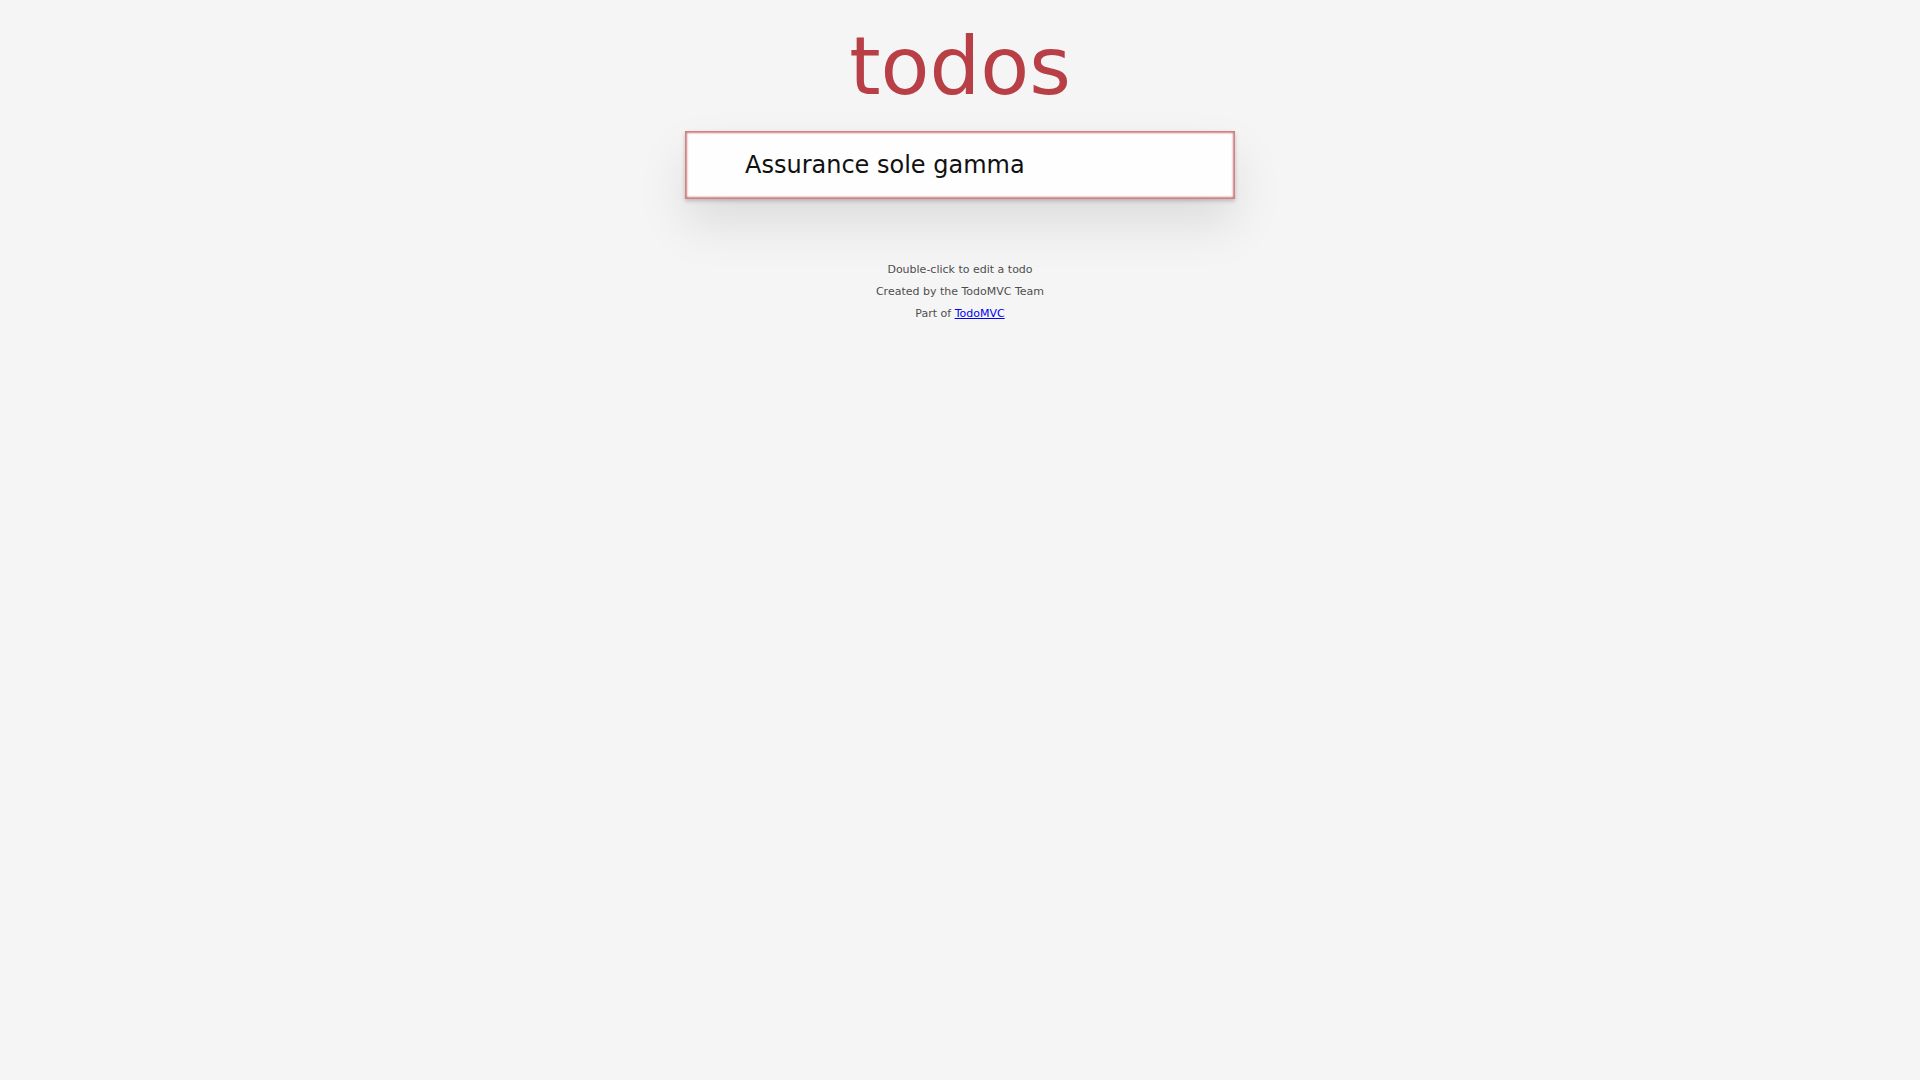 todos
Assurance sole gamma
Double-click to edit a todo
Created by the TodoMVC Team
Part of TodoMVC